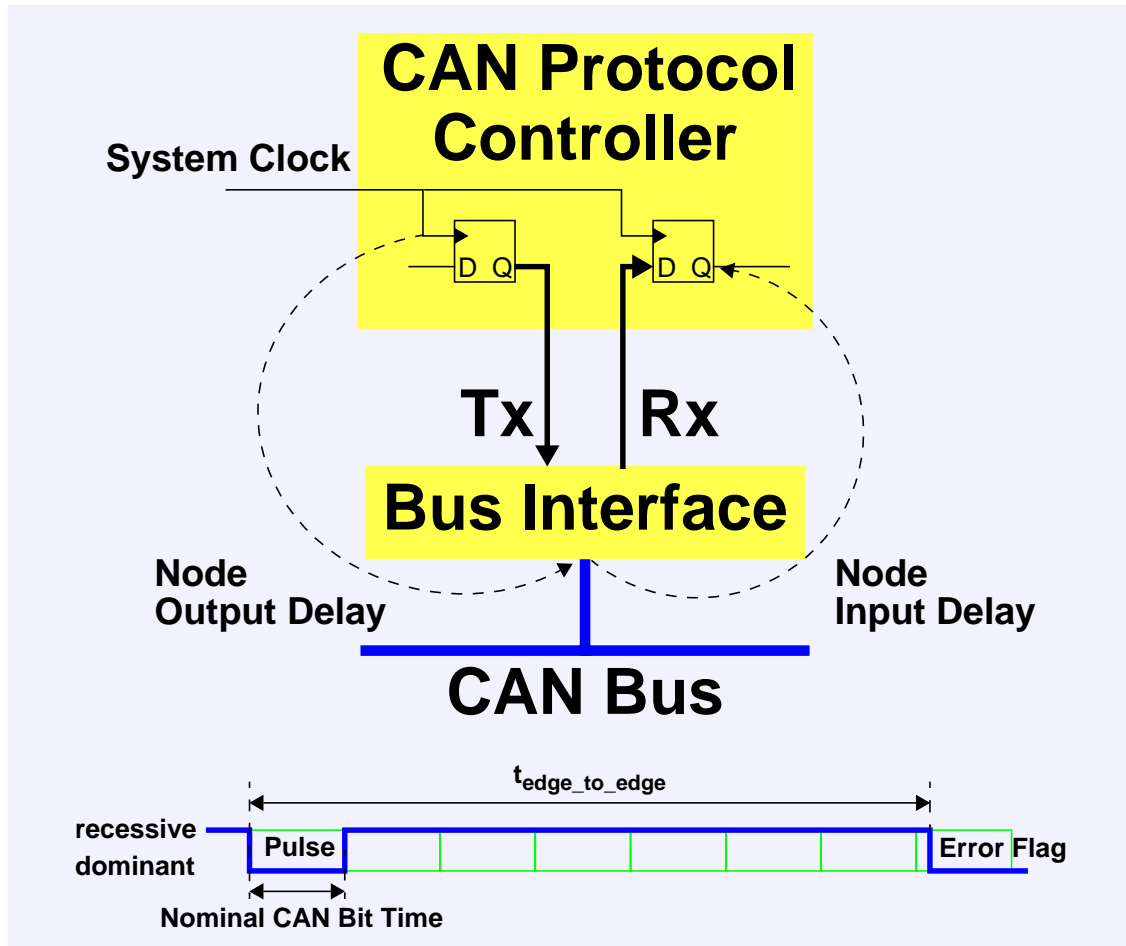 CAN Protocol
Controller
System Clock
D Q
D Q
Tx
Rx
Bus Interface
Node
Output Delay
Node
Input Delay
CAN Bus
tedge_to_edge
recessive
dominant
Pulse
Error Flag
Nominal CAN Bit Time